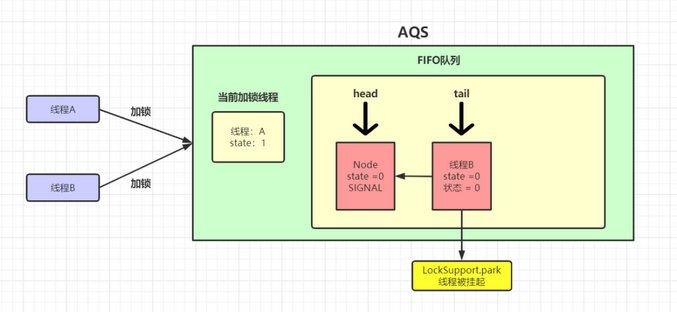 AQS
FIFO队列
线程A
加锁
线程B
加锁
当前加锁线程
线程：A
state：1
head
tail
Node
state =0
SIGNAL
线程B
state =0
状态 = 0
LockSupport.park
线程被挂起